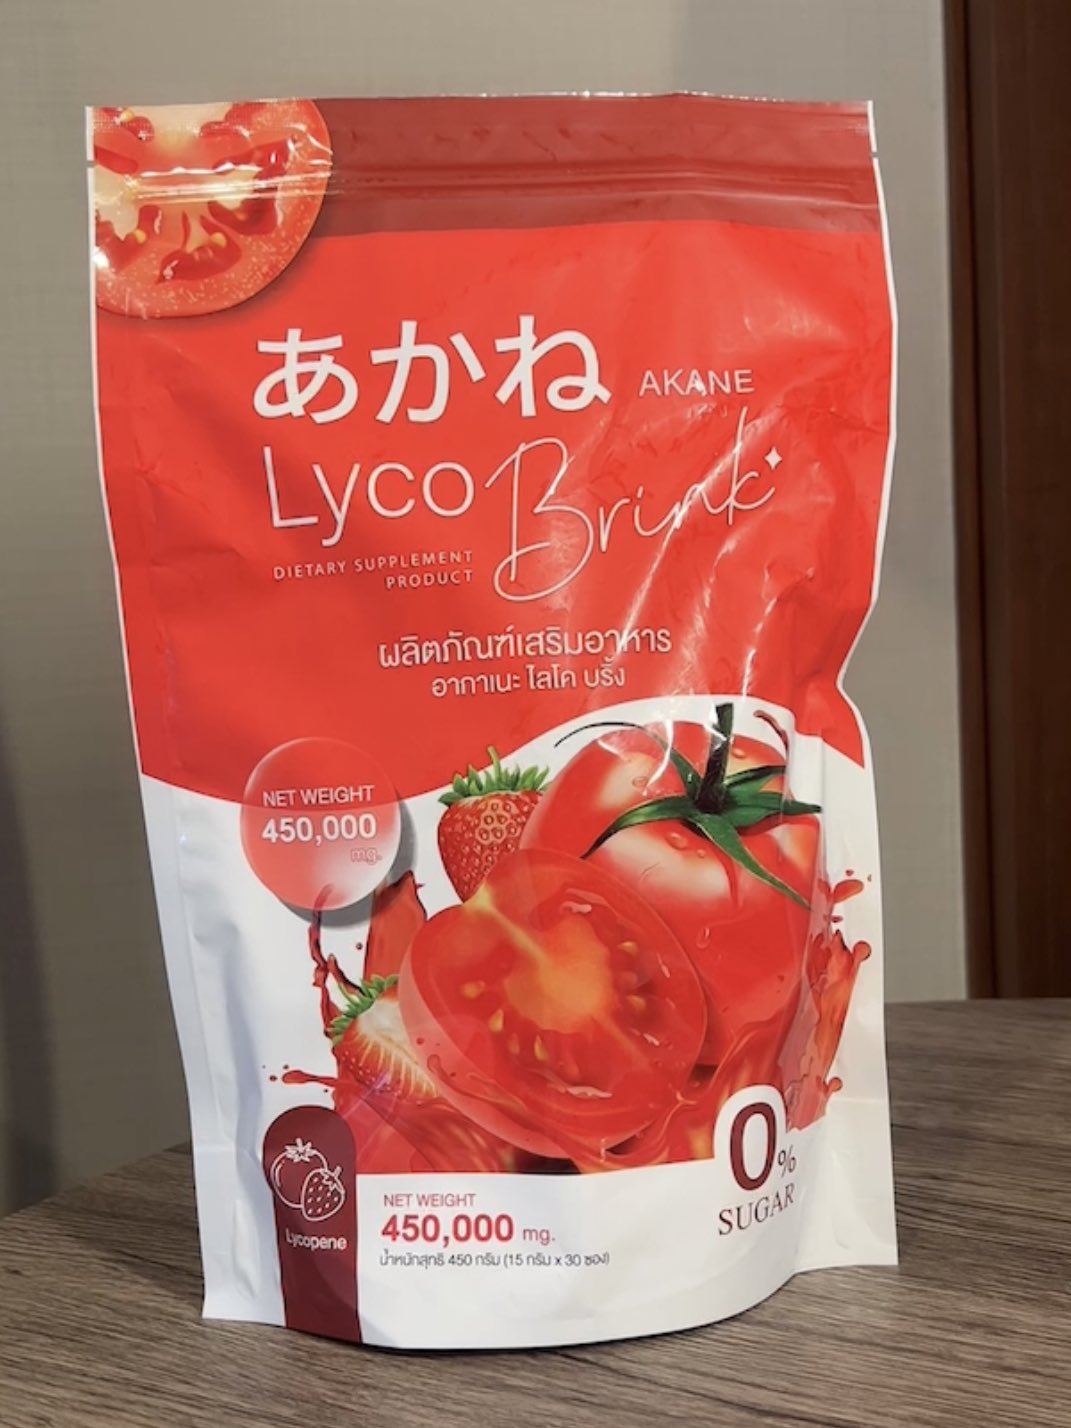 あかね AKANE
Lyco Brink
DIETARY SUPPLEMENT
PRODUCT
ผลิตภัณฑ์เสริมอาหาร
อากาเนะ ไลโค บริ้ง
NET WEIGHT
450,000
mg.
0%
SUGAR
Lycopene
NET WEIGHT
450,000 mg.
น้ำหนักสุทธิ 450 กรัม (15 กรัม x 30 ซอง)